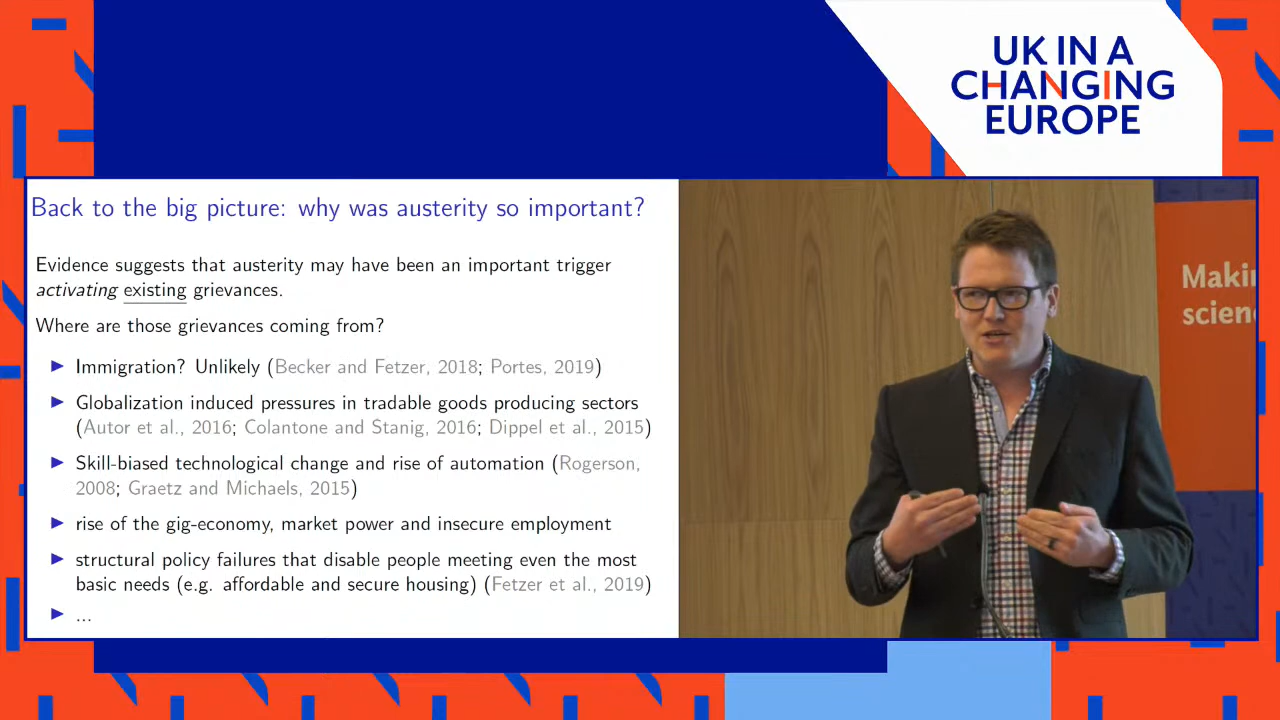 UK IN A
CHANGING
EUROPE
Back to the big picture: why was austerity so important?
Evidence suggests that austerity may have been an important trigger
activating existing grievances.
Where are those grievances coming from?
▶ Immigration? Unlikely (Becker and Fetzer, 2018; Portes, 2019)
▶ Globalization induced pressures in tradable goods producing sectors
(Autor et al., 2016; Colantone and Stanig, 2016; Dippel et al., 2015)
▶ Skill-biased technological change and rise of automation (Rogerson,
2008; Graetz and Michaels, 2015)
▶ rise of the gig-economy, market power and insecure employment
▶ structural policy failures that disable people meeting even the most
basic needs (e.g. affordable and secure housing) (Fetzer et al., 2019)
▶ ...
Maki
scien